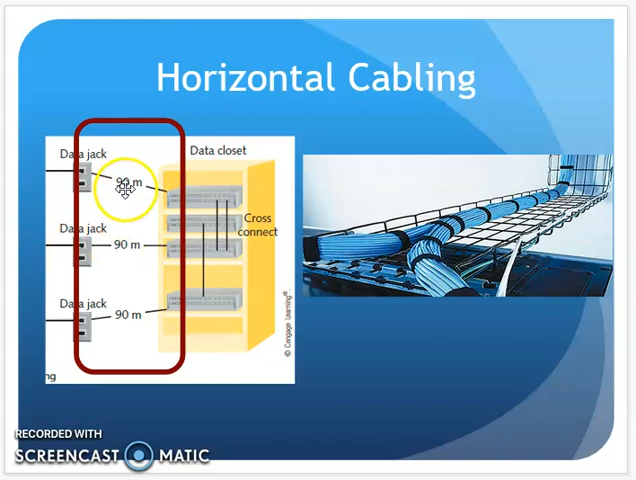 Horizontal Cabling
Data jack
Data closet
90 m
Cross
connect
Data jack
90 m
Data jack
90 m
© Cengage Learning®.
ng
RECORDED WITH
SCREENCAST MATIC